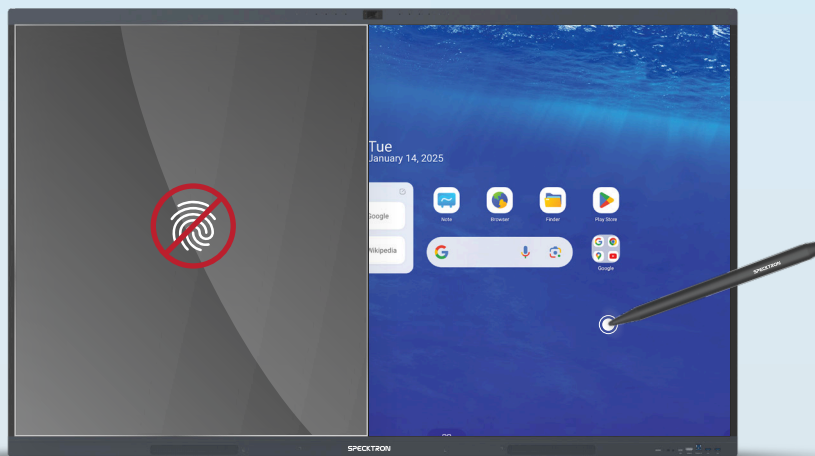 Tue
January 14, 2025
Google
Wikipedia
Note
Browser
Finder
Play Store
Google
SPECKTRON
SPECKTRON